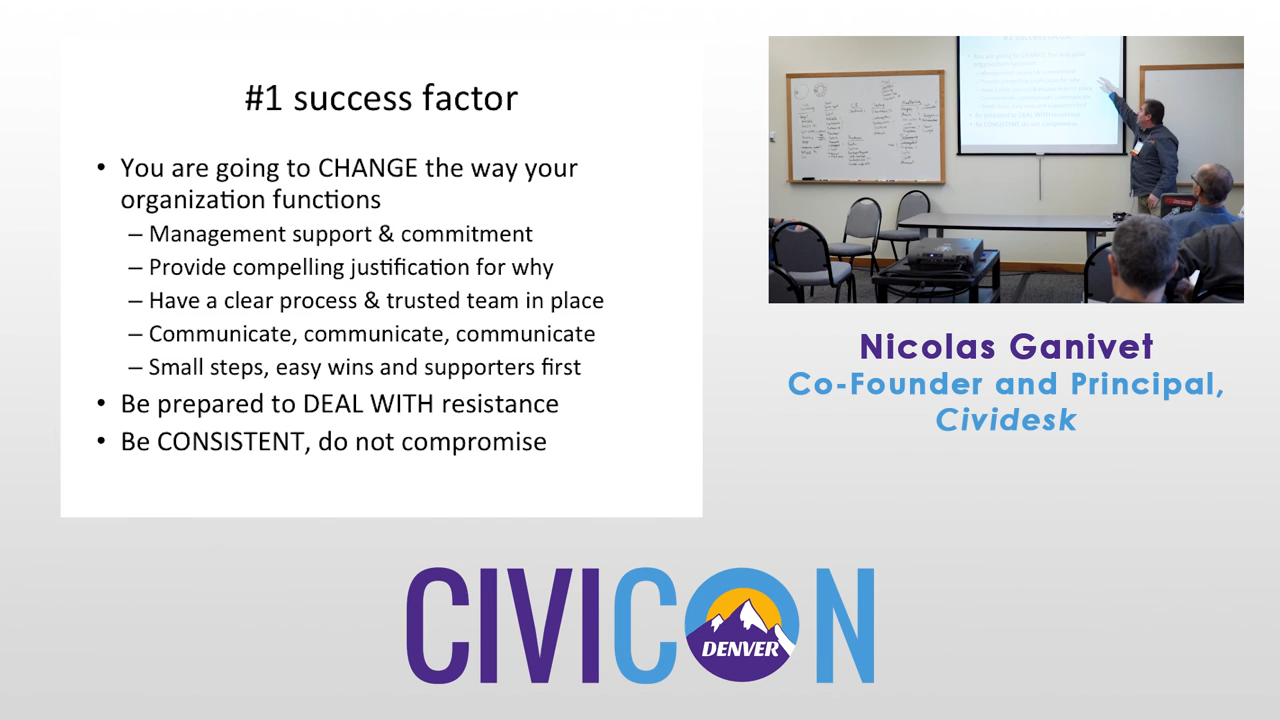 #1 success factor
• You are going to CHANGE the way your
organization functions
– Management support & commitment
– Provide compelling justification for why
– Have a clear process & trusted team in place
– Communicate, communicate, communicate
– Small steps, easy wins and supporters first
• Be prepared to DEAL WITH resistance
• Be CONSISTENT, do not compromise
Nicolas Ganivet
Co-Founder and Principal,
Cividesk
CIVICON
DENVER